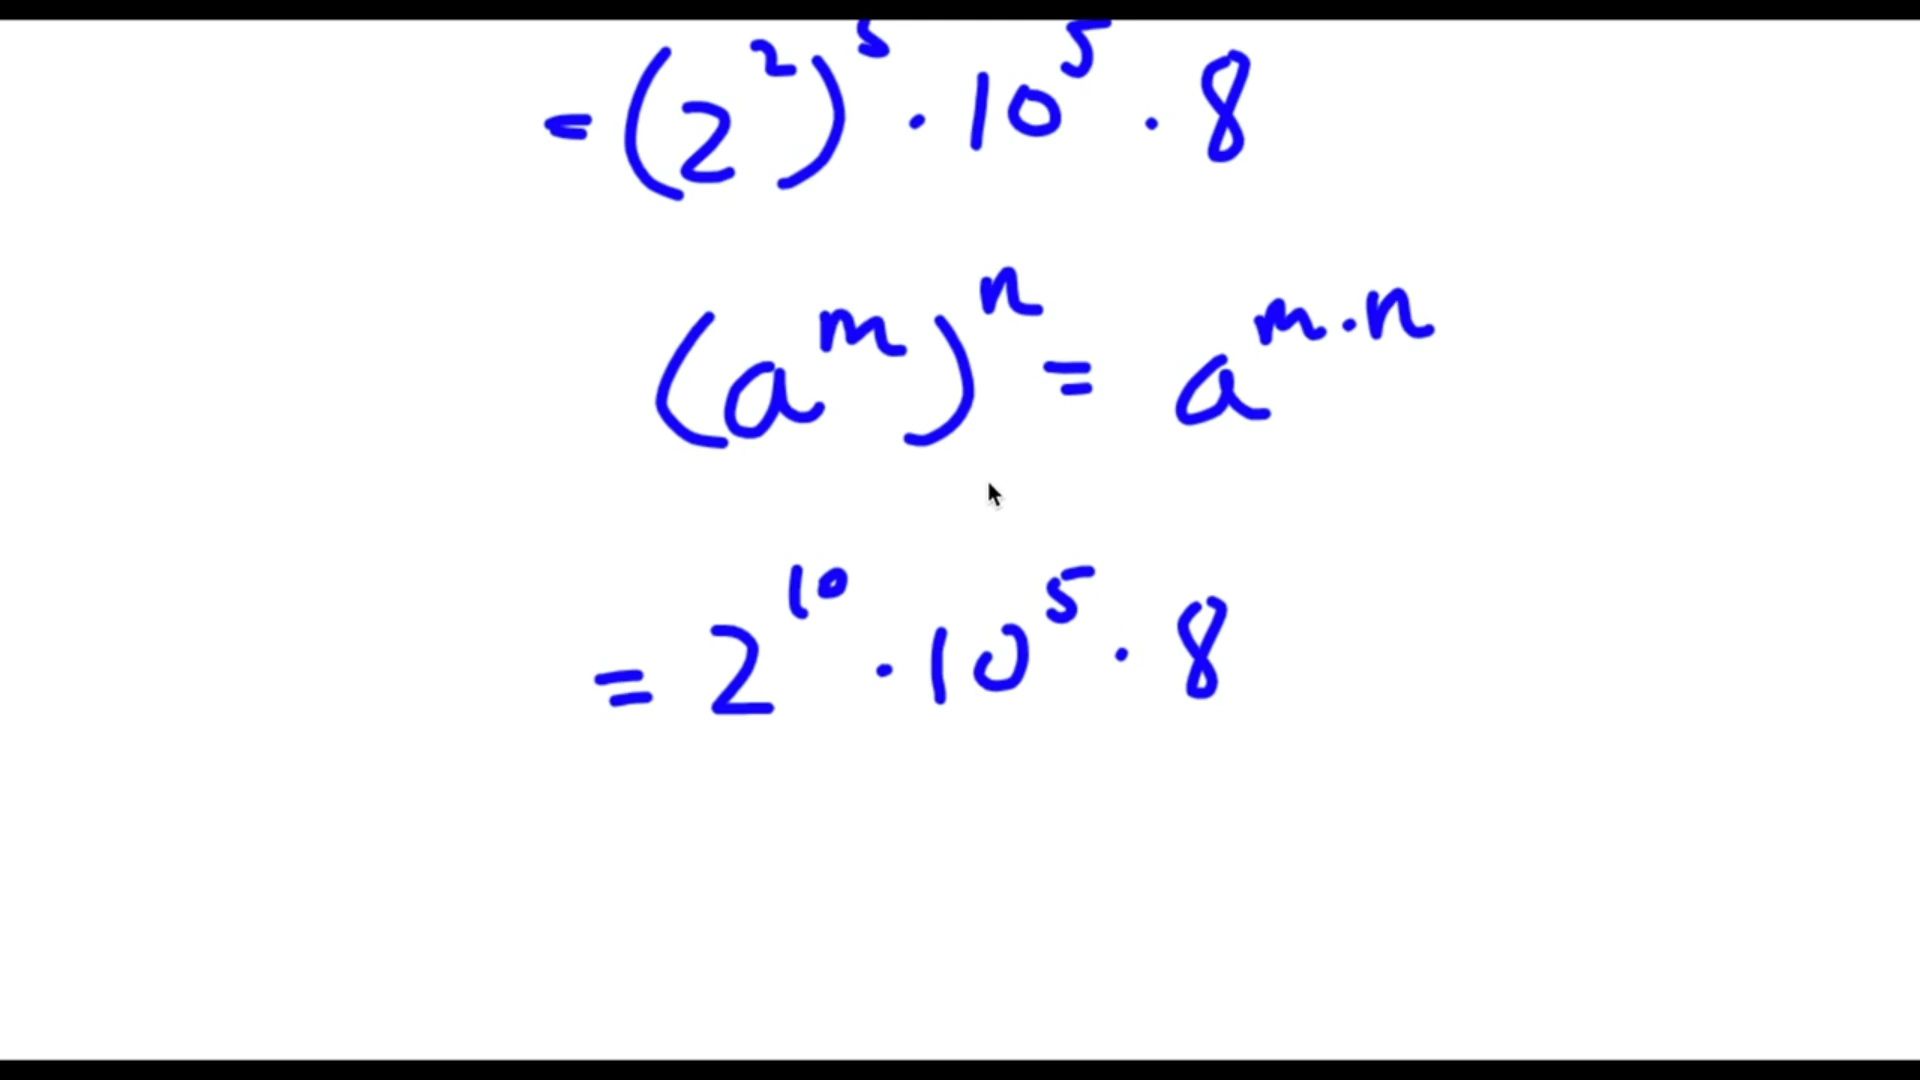 = (2²)⁵ · 10⁵ · 8
(aᵐ)ⁿ = aᵐ·ⁿ
= 2¹⁰ · 10⁵ · 8